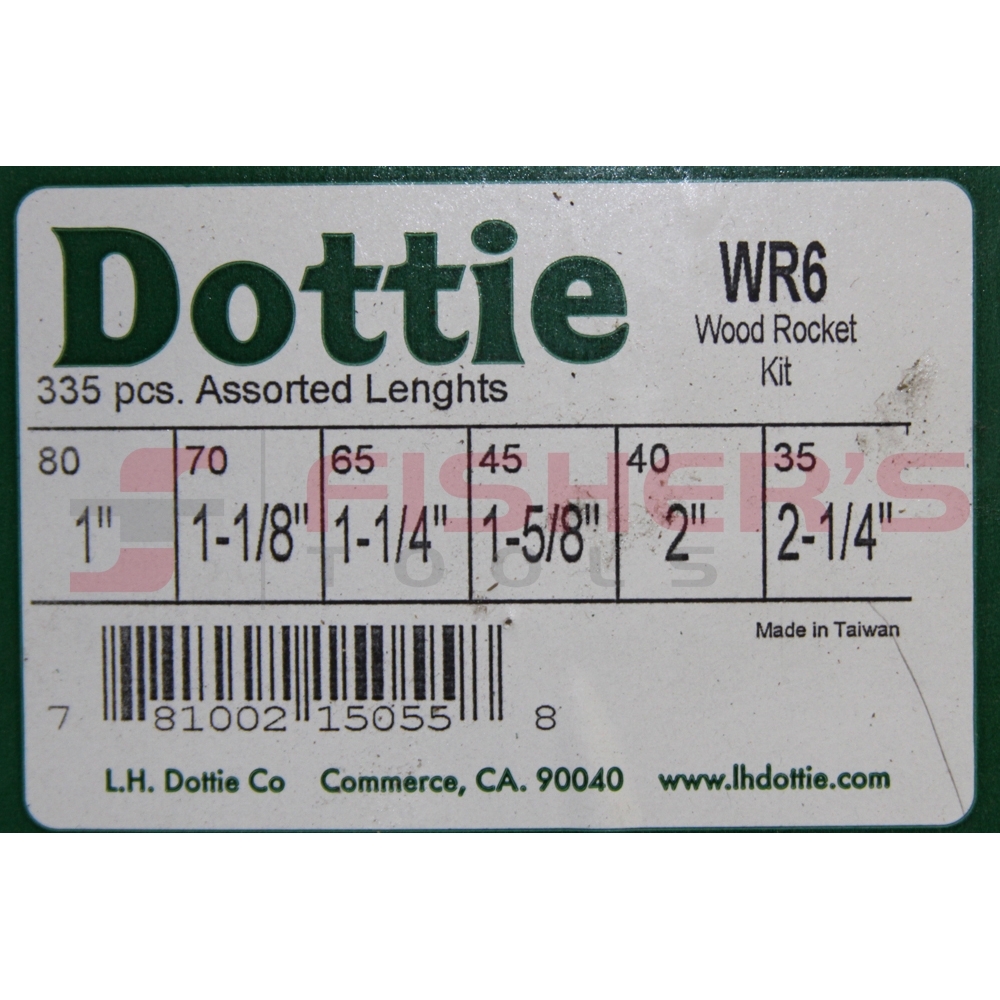 Dottie
WR6
Wood Rocket
Kit
335 pcs. Assorted Lenghts
80 70 65 45 40 35
1" 1-1/8" 1-1/4" 1-5/8" 2" 2-1/4"
FISHER'S
TOOLS
Made in Taiwan
7 81002 15055 8
L.H. Dottie Co Commerce, CA. 90040 www.lhdottie.com